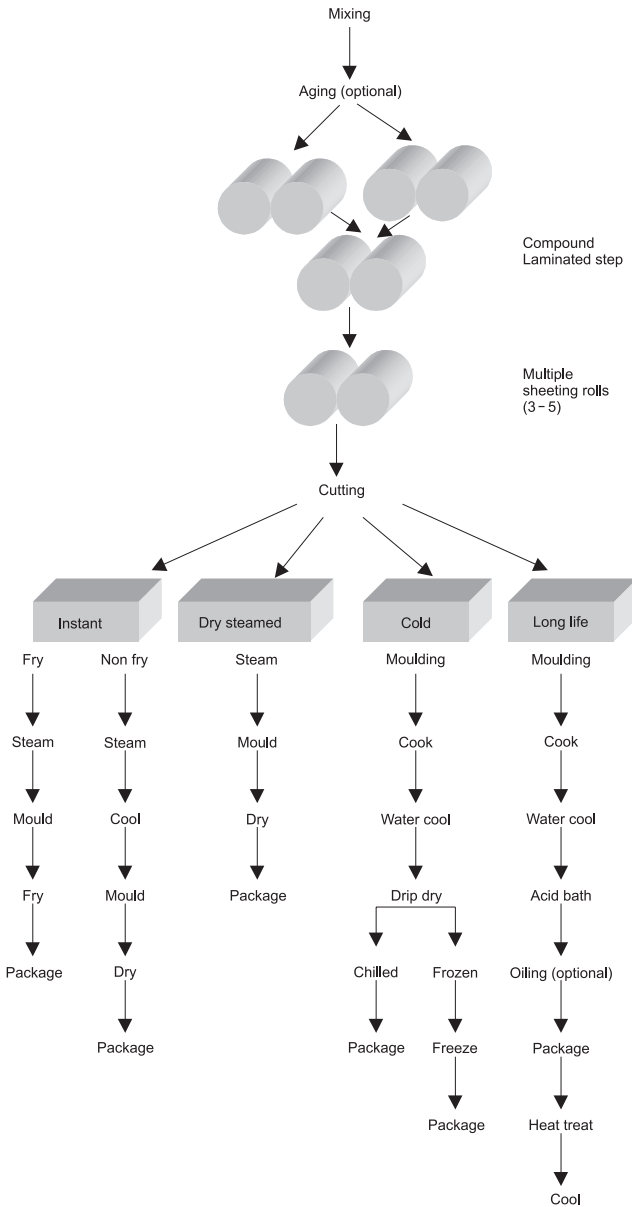 Mixing
Aging (optional)
Compound
Laminated step
Multiple
sheeting rolls
(3 – 5)
Cutting
Instant
Dry steamed
Cold
Long life
Fry
Non fry
Steam
Moulding
Moulding
Steam
Steam
Mould
Cook
Cook
Mould
Cool
Dry
Water cool
Water cool
Fry
Mould
Package
Drip dry
Acid bath
Package
Dry
Chilled
Frozen
Oiling (optional)
Package
Package
Freeze
Package
Package
Heat treat
Cool